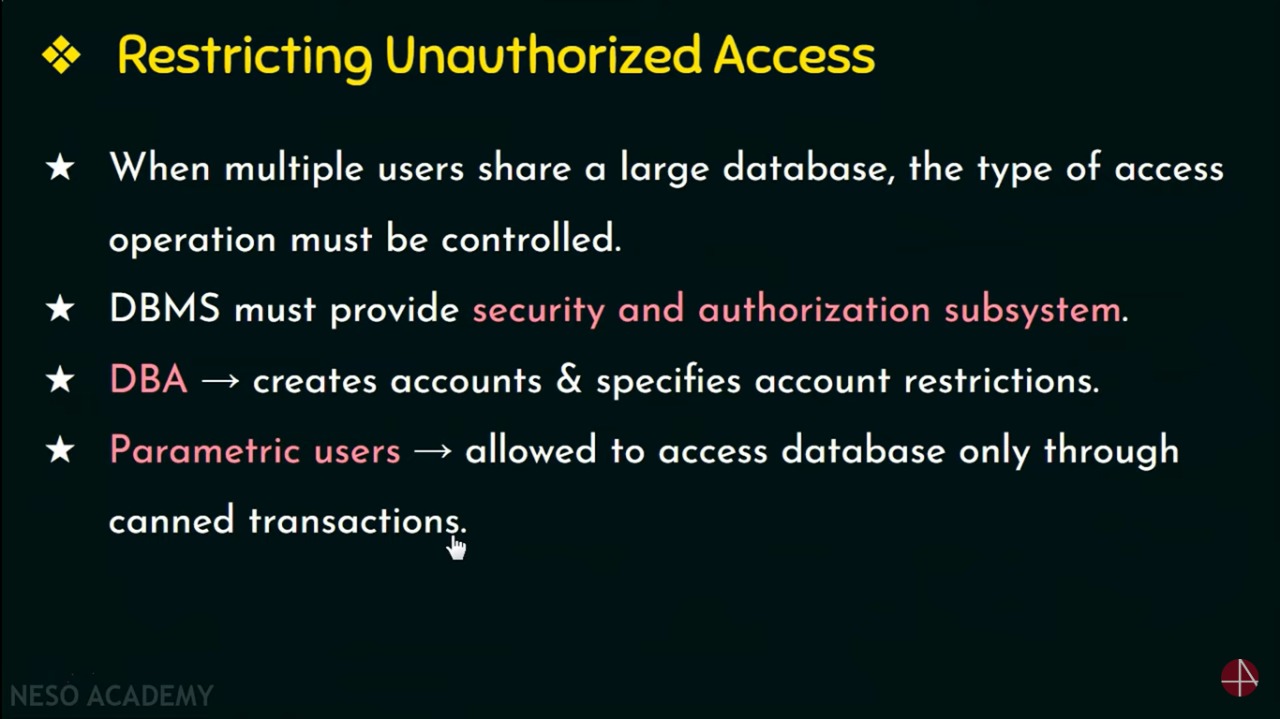 ❖ Restricting Unauthorized Access
★ When multiple users share a large database, the type of access
operation must be controlled.
★ DBMS must provide security and authorization subsystem.
★ DBA → creates accounts & specifies account restrictions.
★ Parametric users → allowed to access database only through
canned transactions.
NESO ACADEMY